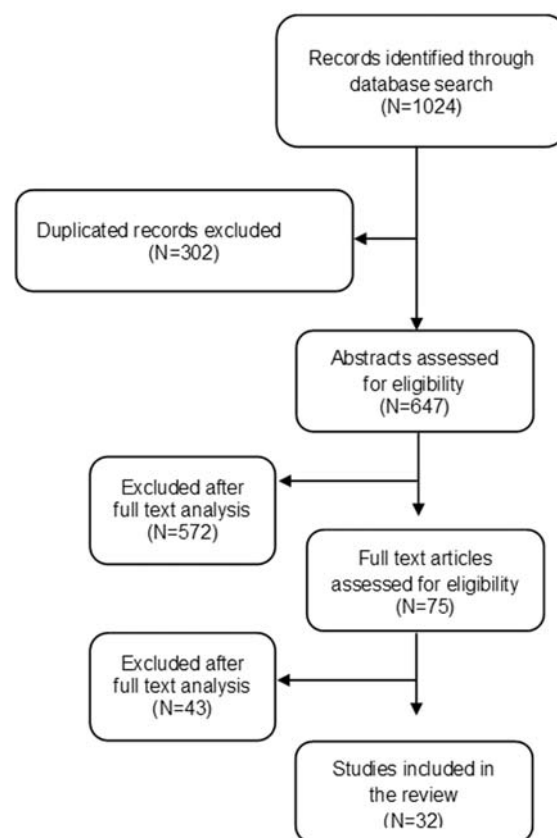 Records identified through
database search
(N=1024)
Duplicated records excluded
(N=302)
Abstracts assessed
for eligibility
(N=647)
Excluded after
full text analysis
(N=572)
Full text articles
assessed for eligibility
(N=75)
Excluded after
full text analysis
(N=43)
Studies included in
the review
(N=32)